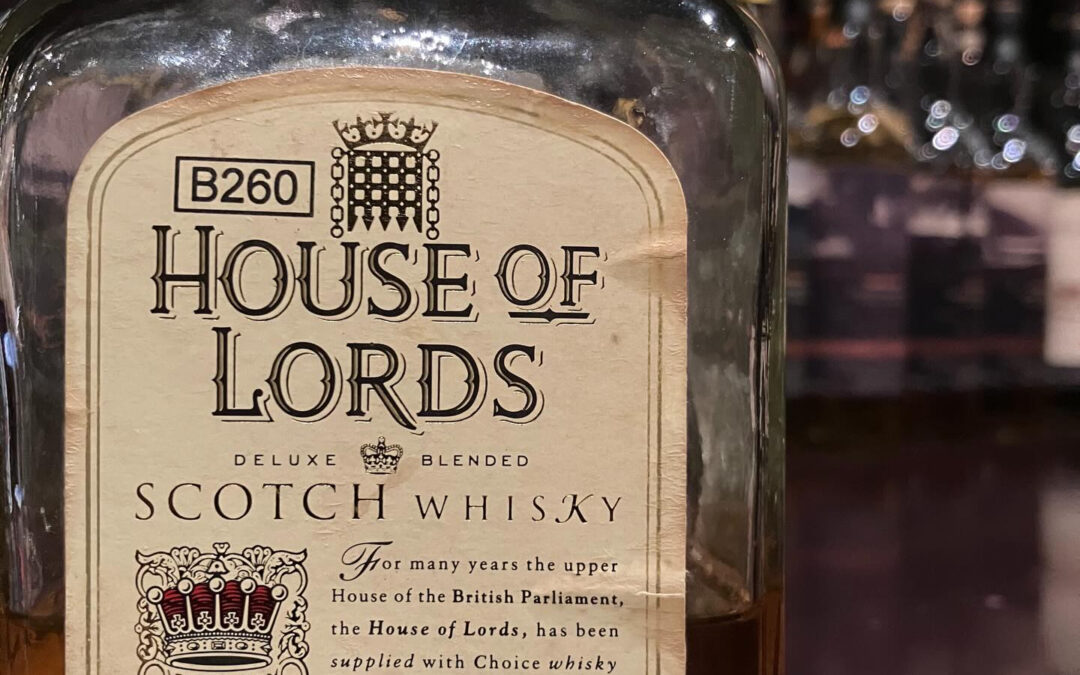 B260
HOUSE OF
LORDS
DELUXE BLENDED
SCOTCH WHISKY
For many years the upper
House of the British Parliament,
the House of Lords, has been
supplied with Choice whisky